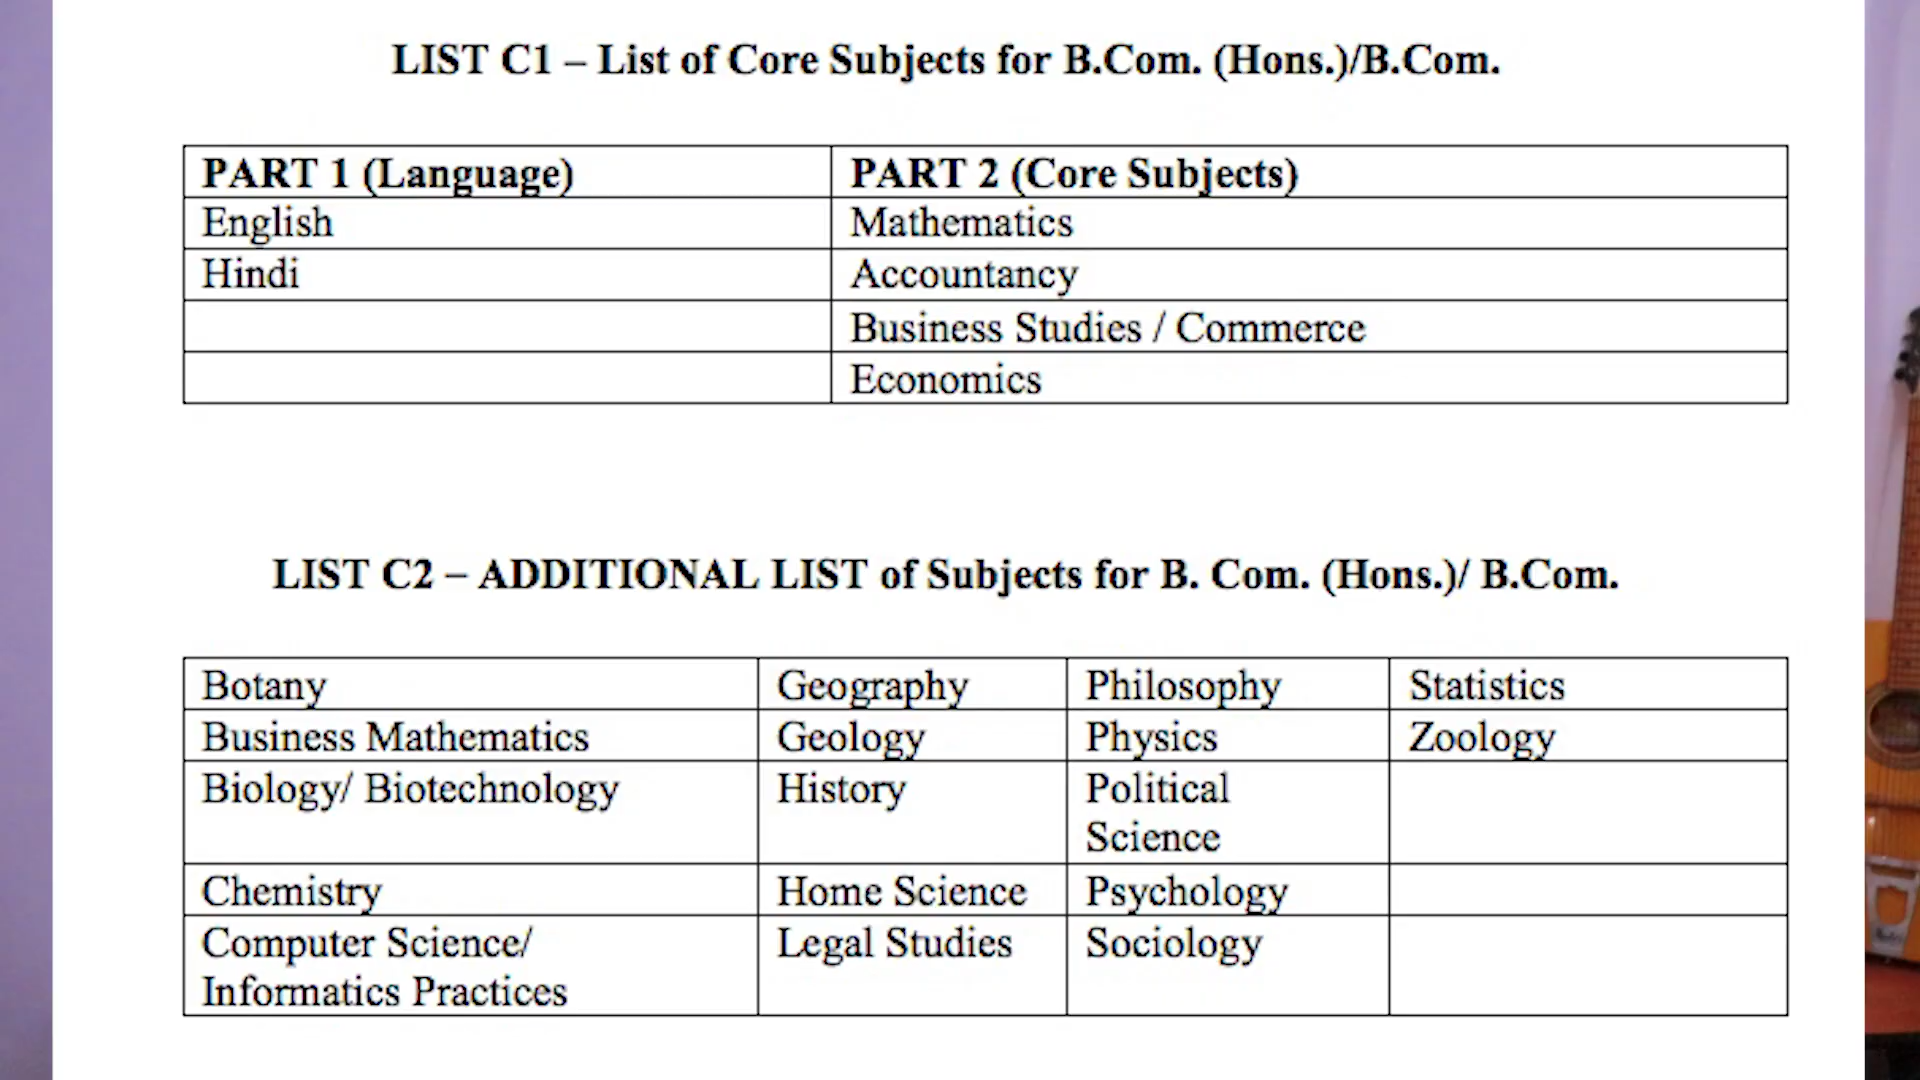 LIST C1 – List of Core Subjects for B.Com. (Hons.)/B.Com.
PART 1 (Language) PART 2 (Core Subjects)
English Mathematics
Hindi Accountancy
Business Studies / Commerce
Economics
LIST C2 – ADDITIONAL LIST of Subjects for B. Com. (Hons.)/ B.Com.
Botany Geography Philosophy Statistics
Business Mathematics Geology Physics Zoology
Biology/ Biotechnology History Political
Science
Chemistry Home Science Psychology
Computer Science/ Legal Studies Sociology
Informatics Practices